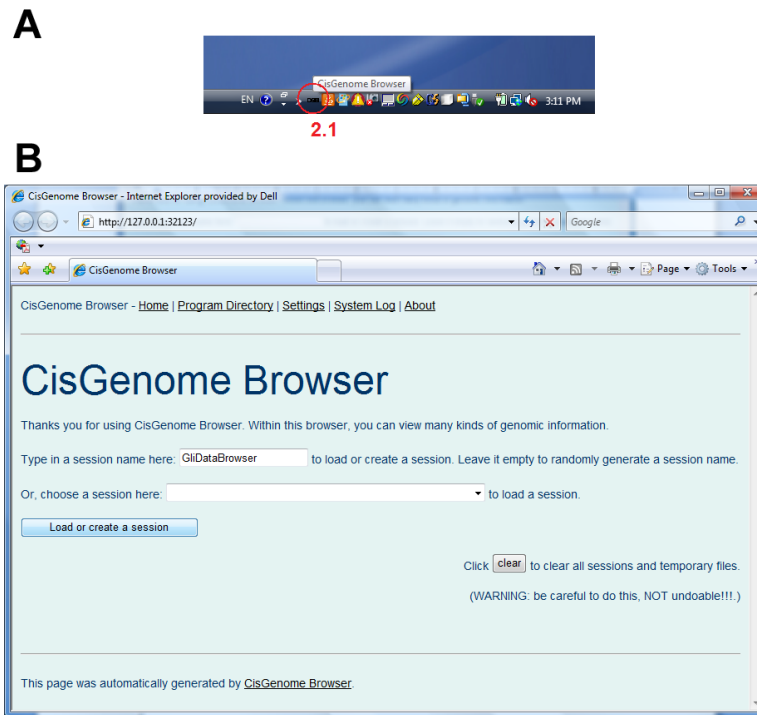 A
CisGenome Browser
EN
3:11 PM
2.1
B
CisGenome Browser - Internet Explorer provided by Dell
http://127.0.0.1:32123/
Google
CisGenome Browser
Page
Tools
CisGenome Browser - Home | Program Directory | Settings | System Log | About
CisGenome Browser
Thanks you for using CisGenome Browser. Within this browser, you can view many kinds of genomic information.
Type in a session name here: GliDataBrowser to load or create a session. Leave it empty to randomly generate a session name.
Or, choose a session here: to load a session.
Load or create a session
Click clear to clear all sessions and temporary files.
(WARNING: be careful to do this, NOT undoable!!!.)
This page was automatically generated by CisGenome Browser.